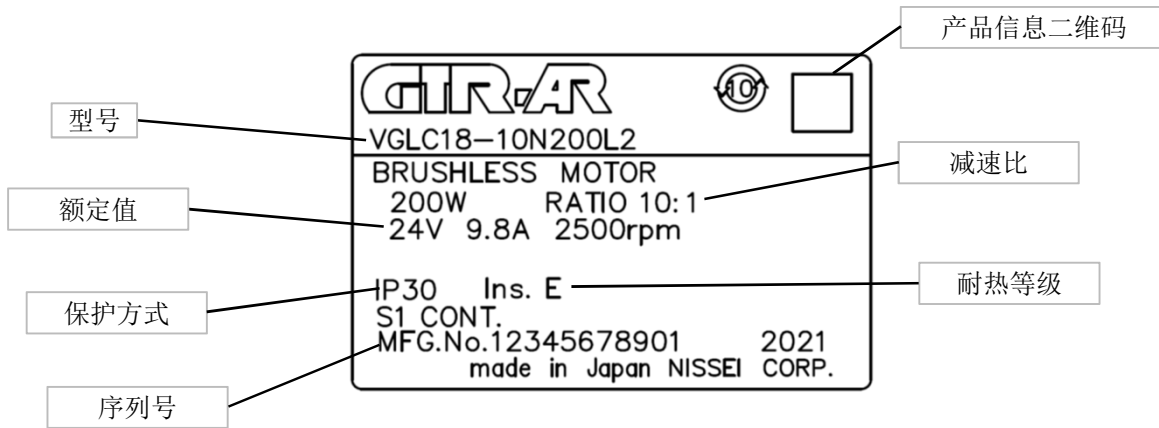 产品信息二维码
GTR-AR
10
型号
VGLC18-10N200L2
BRUSHLESS MOTOR
减速比
200W RATIO 10:1
额定值
24V 9.8A 2500rpm
IP30 Ins. E
耐热等级
保护方式
S1 CONT.
MFG.No.12345678901 2021
made in Japan NISSEI CORP.
序列号